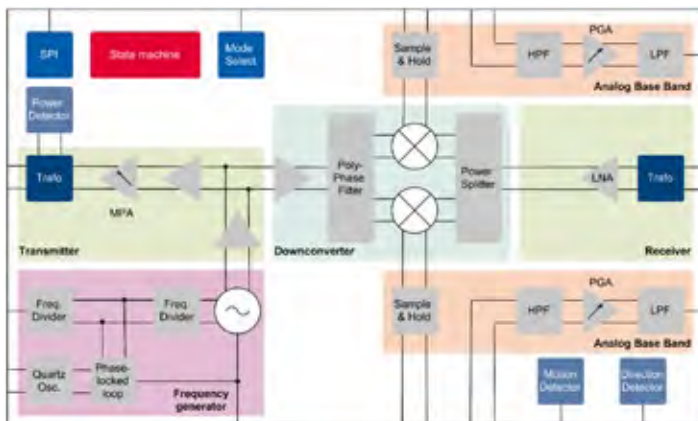 SPI
State machine
Mode
Select
Sample
& Hold
HPF
PGA
LPF
Analog Base Band
Power
Detector
Trafo
MPA
Transmitter
Poly-
Phase
Filter
Power
Splitter
Downconverter
LNA
Trafo
Receiver
Freq.
Divider
Freq.
Divider
Quartz
Osc.
Phase-
locked
loop
Frequency
generator
Sample
& Hold
HPF
PGA
LPF
Analog Base Band
Motion
Detector
Direction
Detector